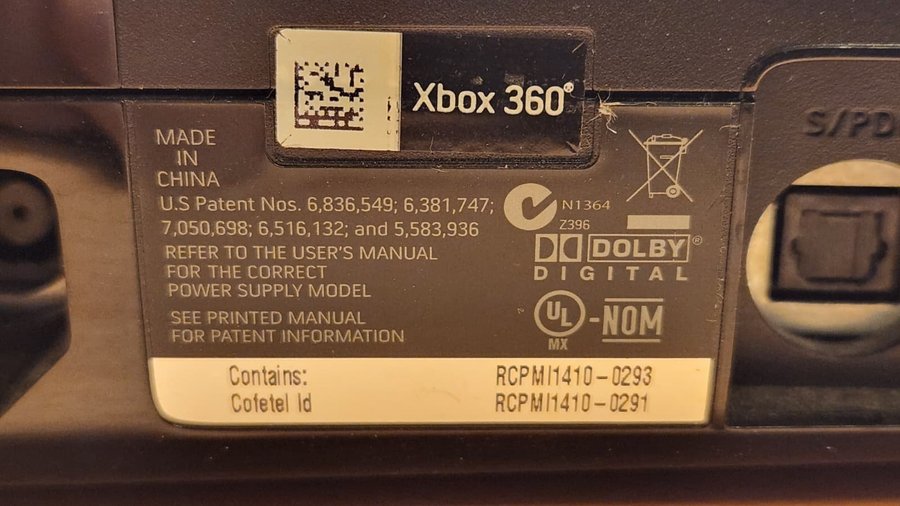 Xbox 360
S/PD
MADE
IN
CHINA
U.S Patent Nos. 6,836,549; 6,381,747;
7,050,698; 6,516,132; and 5,583,936
REFER TO THE USER'S MANUAL
FOR THE CORRECT
POWER SUPPLY MODEL
SEE PRINTED MANUAL
FOR PATENT INFORMATION
N1364
Z396
DOLBY®
DIGITAL
UL
MX
-NOM
Contains: RCPMI1410-0293
Cofetel Id RCPMI1410-0291